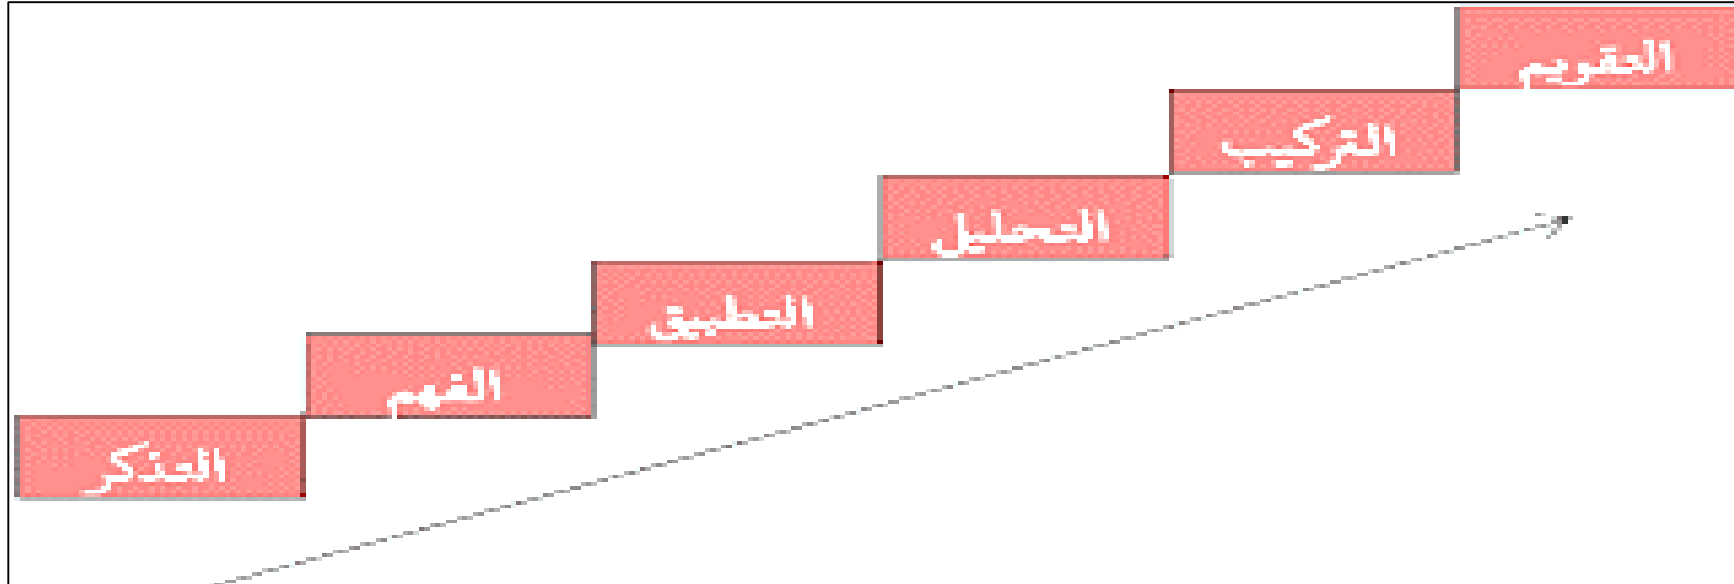 التقويم
التركيب
التحليل
التطبيق
الفهم
التذكر